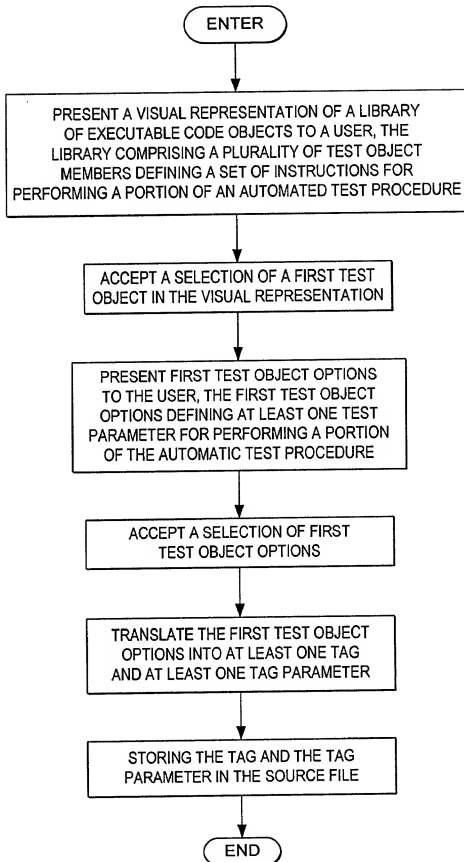 ENTER
PRESENT A VISUAL REPRESENTATION OF A LIBRARY
OF EXECUTABLE CODE OBJECTS TO A USER, THE
LIBRARY COMPRISING A PLURALITY OF TEST OBJECT
MEMBERS DEFINING A SET OF INSTRUCTIONS FOR
PERFORMING A PORTION OF AN AUTOMATED TEST PROCEDURE
ACCEPT A SELECTION OF A FIRST TEST
OBJECT IN THE VISUAL REPRESENTATION
PRESENT FIRST TEST OBJECT OPTIONS
TO THE USER, THE FIRST TEST OBJECT
OPTIONS DEFINING AT LEAST ONE TEST
PARAMETER FOR PERFORMING A PORTION
OF THE AUTOMATIC TEST PROCEDURE
ACCEPT A SELECTION OF FIRST
TEST OBJECT OPTIONS
TRANSLATE THE FIRST TEST OBJECT
OPTIONS INTO AT LEAST ONE TAG
AND AT LEAST ONE TAG PARAMETER
STORING THE TAG AND THE TAG
PARAMETER IN THE SOURCE FILE
END